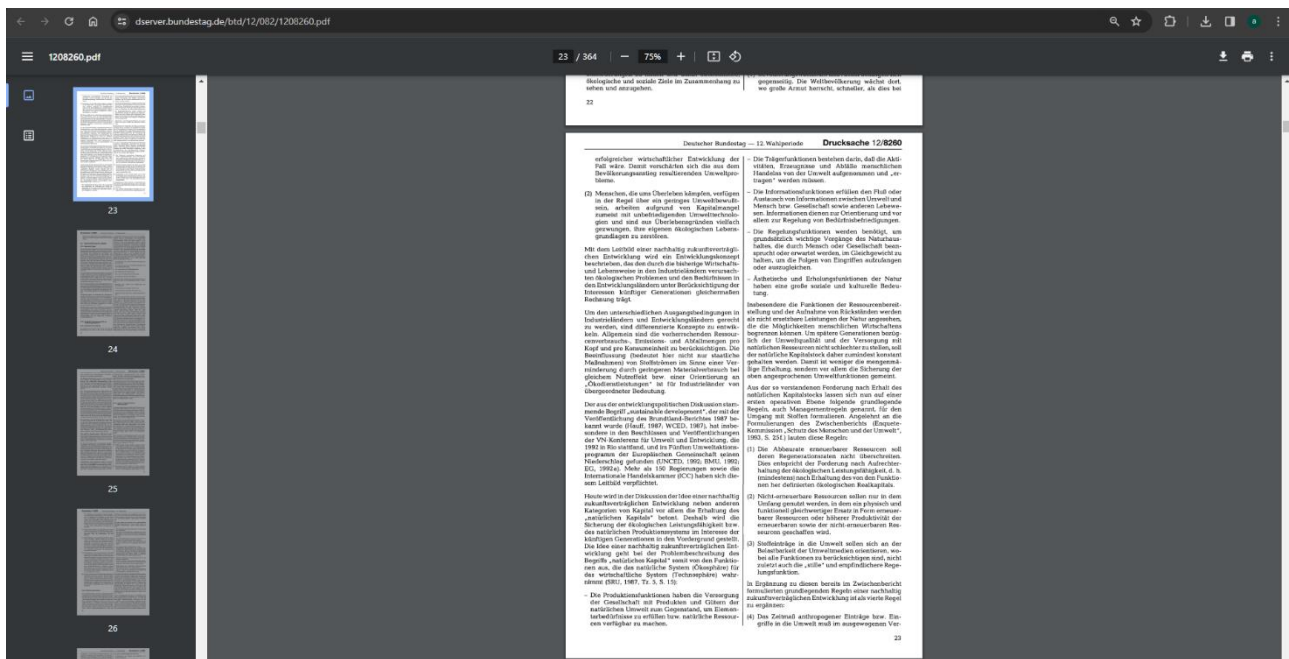 dserver.bundestag.de/btd/12/082/1208260.pdf
1208260.pdf
23 / 364
75%
23
24
25
26
ökologische und soziale Ziele im Zusammenhang zu
sehen und anzugehen.
22
gegenseitig. Die Weltbevölkerung wächst dort,
wo große Armut herrscht, schneller, als dies bei
Deutscher Bundestag — 12. Wahlperiode
Drucksache 12/8260
erfolgreicher wirtschaftlicher Entwicklung der
Fall wäre. Damit verschärfen sich die aus dem
Bevölkerungsanstieg resultierenden Umweltpro-
bleme.
(2) Menschen, die ums Überleben kämpfen, verfügen
in der Regel über ein geringes Umweltbewußt-
sein, arbeiten aufgrund von Kapitalmangel
zumeist mit unbefriedigenden Umwelttechnolo-
gien und sind aus Überlebensgründen vielfach
gezwungen, ihre eigenen ökologischen Lebens-
grundlagen zu zerstören.
Mit dem Leitbild einer nachhaltig zukunftsverträgli-
chen Entwicklung wird ein Entwicklungskonzept
beschrieben, das den durch die bisherige Wirtschafts-
und Lebensweise in den Industrieländern verursach-
ten ökologischen Problemen und den Bedürfnissen in
den Entwicklungsländern unter Berücksichtigung der
Interessen künftiger Generationen gleichermaßen
Rechnung trägt.
Um den unterschiedlichen Ausgangsbedingungen in
Industrieländern und Entwicklungsländern gerecht
zu werden, sind differenzierte Konzepte zu entwik-
keln. Allgemein sind die vorherrschenden Ressour-
cenverbrauchs-, Emissions- und Abfallmengen pro
Kopf und pro Konsumeinheit zu berücksichtigen. Die
Beeinflussung (bedeutet hier nicht nur staatliche
Maßnahmen) von Stoffströmen im Sinne einer Ver-
minderung durch geringeren Materialverbrauch bei
gleichem Nutzeffekt bzw. einer Orientierung an
„Ökodienstleistungen" ist für Industrieländer von
übergeordneter Bedeutung.
Der aus der entwicklungspolitischen Diskussion stam-
mende Begriff „sustainable development", der mit der
Veröffentlichung des Brundtland-Berichtes 1987 be-
kannt wurde (Hauff, 1987; WCED, 1987), hat insbe-
sondere in den Beschlüssen und Veröffentlichungen
der VN-Konferenz für Umwelt und Entwicklung, die
1992 in Rio stattfand, und im Fünften Umweltaktions-
programm der Europäischen Gemeinschaft seinen
Niederschlag gefunden (UNCED, 1992; BMU, 1992;
EG, 1992a). Mehr als 150 Regierungen sowie die
Internationale Handelskammer (ICC) haben sich die-
sem Leitbild verpflichtet.
Heute wird in der Diskussion der Idee einer nachhaltig
zukunftsverträglichen Entwicklung neben anderen
Kategorien von Kapital vor allem die Erhaltung des
„natürlichen Kapitals" betont. Deshalb wird die
Sicherung der ökologischen Leistungsfähigkeit bzw.
das natürlichen Produktionssystems im Interesse der
künftigen Generationen in den Vordergrund gestellt.
Die Idee einer nachhaltig zukunftsverträglichen Ent-
wicklung geht bei der Problembeschreibung des
Begriffs „natürliches Kapital" somit von den Funktio-
nen aus, die das natürliche System (Ökosphäre) für
das wirtschaftliche System (Technosphäre) wahr-
nimmt (SRU, 1987, Tz. 3, S. 15):
– Die Produktionsfunktionen haben die Versorgung
der Gesellschaft mit Produkten und Gütern der
natürlichen Umwelt zum Gegenstand, um Elemen-
tarbedürfnisse zu erfüllen bzw. natürliche Ressour-
cen verfügbar zu machen.
– Die Trägerfunktionen bestehen darin, daß die Akti-
vitäten, Erzeugnisse und Abfälle menschlichen
Handelns von der Umwelt aufgenommen und „er-
tragen" werden müssen.
– Die Informationsfunktionen erfüllen den Fluß oder
Austausch von Informationen zwischen Umwelt und
Mensch bzw. Gesellschaft sowie anderen Lebewe-
sen. Informationen dienen zur Orientierung und vor
allem zur Regelung von Bedürfnisbefriedigungen.
– Die Regelungsfunktionen werden benötigt, um
grundsätzlich wichtige Vorgänge des Naturhaus-
haltes, die durch Mensch oder Gesellschaft bean-
sprucht oder erwartet werden, im Gleichgewicht zu
halten, um die Folgen von Eingriffen aufzufangen
oder auszugleichen.
– Ästhetische und Erholungsfunktionen der Natur
haben eine große soziale und kulturelle Bedeu-
tung.
Insbesondere die Funktionen der Ressourcenbereit-
stellung und der Aufnahme von Rückständen werden
als nicht ersetzbare Leistungen der Natur angesehen,
die die Möglichkeiten menschlichen Wirtschaftens
begrenzen können. Um spätere Generationen bezüg-
lich der Umweltqualität und der Versorgung mit
natürlichen Ressourcen nicht schlechter zu stellen, soll
der natürliche Kapitalstock daher zumindest konstant
gehalten werden. Damit ist weniger die mengenmä-
ßige Erhaltung, sondern vor allem die Sicherung der
oben angesprochenen Umweltfunktionen gemeint.
Aus der so verstandenen Forderung nach Erhalt des
natürlichen Kapitalstocks lassen sich nun auf einer
ersten operativen Ebene folgende grundlegende
Regeln, auch Managementregeln genannt, für den
Umgang mit Stoffen formulieren. Angelehnt an die
Formulierungen des Zwischenberichts (Enquete-
Kommission „Schutz des Menschen und der Umwelt",
1993, S. 25f.) lauten diese Regeln:
(1) Die Abbaurate erneuerbarer Ressourcen soll
deren Regenerationsraten nicht überschreiten.
Dies entspricht der Forderung nach Aufrechter-
haltung der ökologischen Leistungsfähigkeit, d. h.
(mindestens) nach Erhaltung des von den Funktio-
nen her definierten ökologischen Realkapitals.
(2) Nicht-erneuerbare Ressourcen sollen nur in dem
Umfang genutzt werden, in dem ein physisch und
funktionell gleichwertiger Ersatz in Form erneuer-
barer Ressourcen oder höherer Produktivität der
erneuerbaren sowie der nicht-erneuerbaren Res-
sourcen geschaffen wird.
(3) Stoffeinträge in die Umwelt sollen sich an der
Belastbarkeit der Umweltmedien orientieren, wo-
bei alle Funktionen zu berücksichtigen sind, nicht
zuletzt auch die „stille" und empfindlichere Rege-
lungsfunktion.
In Ergänzung zu diesen bereits im Zwischenbericht
formulierten grundlegenden Regeln einer nachhaltig
zukunftsverträglichen Entwicklung ist als vierte Regel
zu ergänzen:
(4) Das Zeitmaß anthropogener Einträge bzw. Ein-
griffe in die Umwelt muß im ausgewogenen Ver-
23